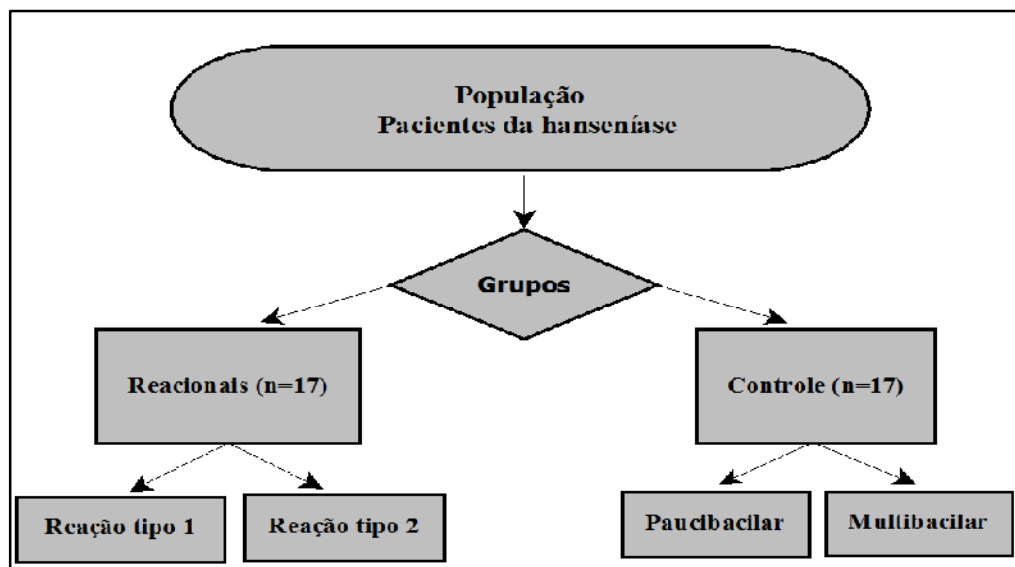 População
Pacientes da hanseníase
Grupos
Reacionais (n=17)
Controle (n=17)
Reação tipo 1
Reação tipo 2
Paucibacilar
Multibacilar